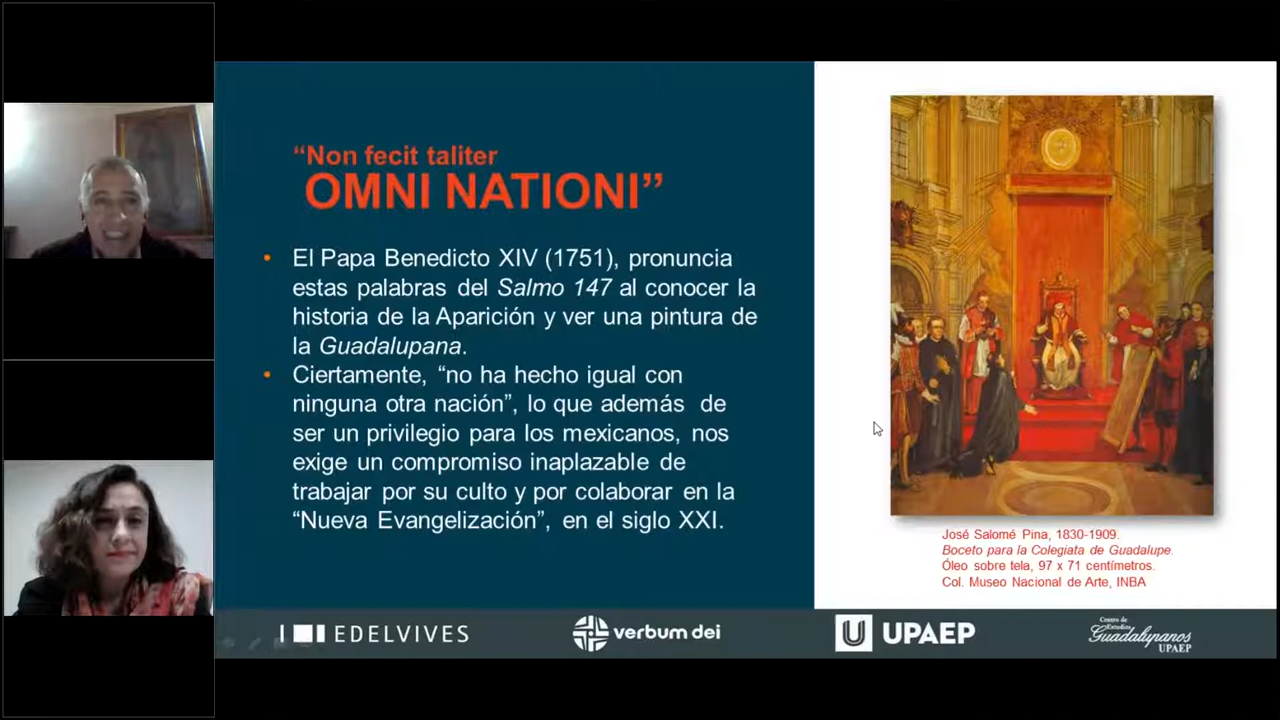 “Non fecit taliter
OMNI NATIONI”
• El Papa Benedicto XIV (1751), pronuncia
estas palabras del Salmo 147 al conocer la
historia de la Aparición y ver una pintura de
la Guadalupana.
• Ciertamente, “no ha hecho igual con
ninguna otra nación”, lo que además de
ser un privilegio para los mexicanos, nos
exige un compromiso inaplazable de
trabajar por su culto y por colaborar en la
“Nueva Evangelización”, en el siglo XXI.
José Salomé Pina, 1830-1909.
Boceto para la Colegiata de Guadalupe.
Óleo sobre tela, 97 x 71 centímetros.
Col. Museo Nacional de Arte, INBA
EDELVIVES
verbum dei
U UPAEP
Centro de
Estudios
Guadalupanos
UPAEP